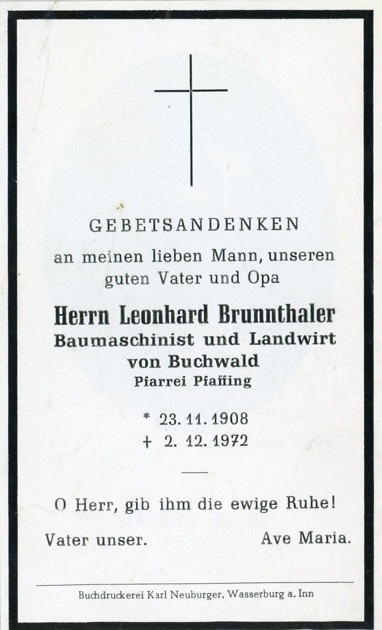 GEBETSANDENKEN
an meinen lieben Mann, unseren
guten Vater und Opa
Herrn Leonhard Brunnthaler
Baumaschinist und Landwirt
von Buchwald
Pfarrei Pfaffing
* 23. 11. 1908
† 2. 12. 1972
O Herr, gib ihm die ewige Ruhe!
Vater unser. Ave Maria.
Buchdruckerei Karl Neuburger, Wasserburg a. Inn